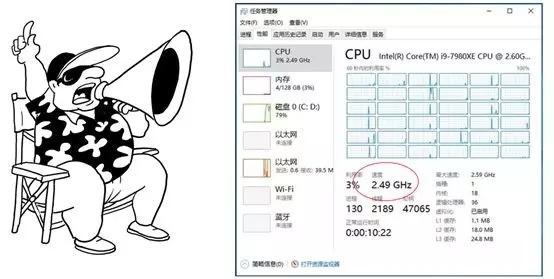 任务管理器
文件(F) 选项(O) 查看(V)
进程 性能 应用历史记录 启动 用户 详细信息 服务
CPU
3% 2.49 GHz
内存
4/128 GB (3%)
磁盘 0 (C: D:)
79%
以太网
未连接
以太网
发送: 0.6 接收: 39.5 M
Wi-Fi
未连接
蓝牙
未连接
CPU Intel(R) Core(TM) i9-7980XE CPU @ 2.60G...
60 秒内的利用率 % 100%
利用率 速度 最大速度: 2.59 GHz
3% 2.49 GHz 插槽: 1
内核: 18
进程 线程 句柄 逻辑处理器: 36
130 2189 47065 虚拟化: 已启用
L1 缓存: 1.1 MB
正常运行时间 L2 缓存: 18.0 MB
0:00:10:22 L3 缓存: 24.8 MB
简略信息(D) 打开资源监视器